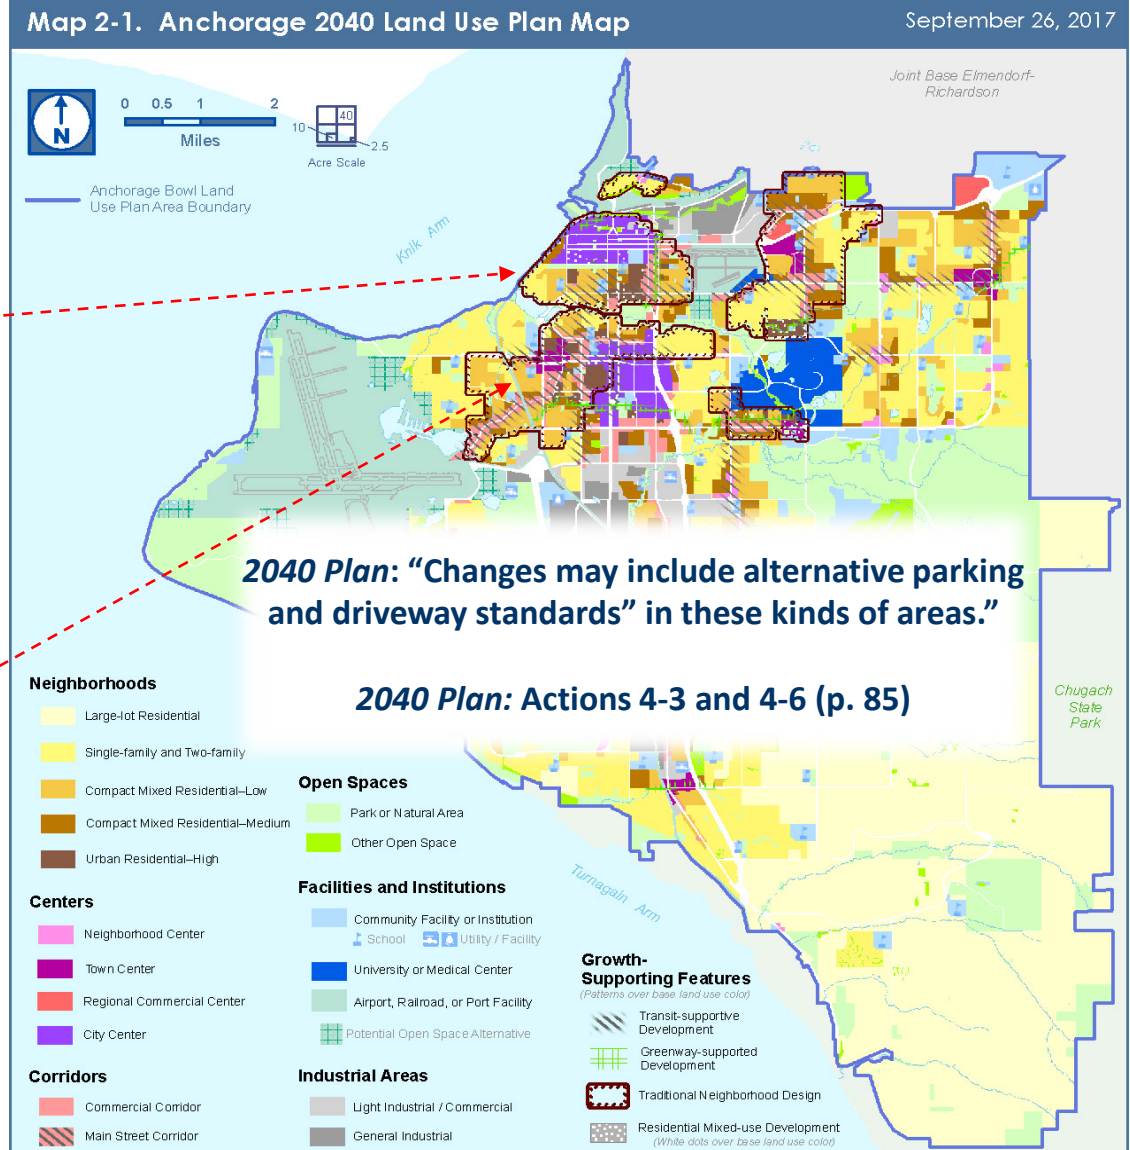 Map 2-1. Anchorage 2040 Land Use Plan Map
September 26, 2017
Joint Base Elmendorf-
Richardson
N
0 0.5 1 2
Miles
40
10
2.5
Acre Scale
Anchorage Bowl Land
Use Plan Area Boundary
Knik Arm
2040 Plan: “Changes may include alternative parking
and driveway standards” in these kinds of areas.”
2040 Plan: Actions 4-3 and 4-6 (p. 85)
Chugach
State
Park
Turnagain Arm
Neighborhoods
Large-lot Residential
Single-family and Two-family
Compact Mixed Residential–Low
Compact Mixed Residential–Medium
Urban Residential–High
Centers
Neighborhood Center
Town Center
Regional Commercial Center
City Center
Corridors
Commercial Corridor
Main Street Corridor
Open Spaces
Park or Natural Area
Other Open Space
Facilities and Institutions
Community Facility or Institution
School
Utility / Facility
University or Medical Center
Airport, Railroad, or Port Facility
Potential Open Space Alternative
Industrial Areas
Light Industrial / Commercial
General Industrial
Growth-
Supporting Features
(Patterns over base land use color)
Transit-supportive
Development
Greenway-supported
Development
Traditional Neighborhood Design
Residential Mixed-use Development
(White dots over base land use color)